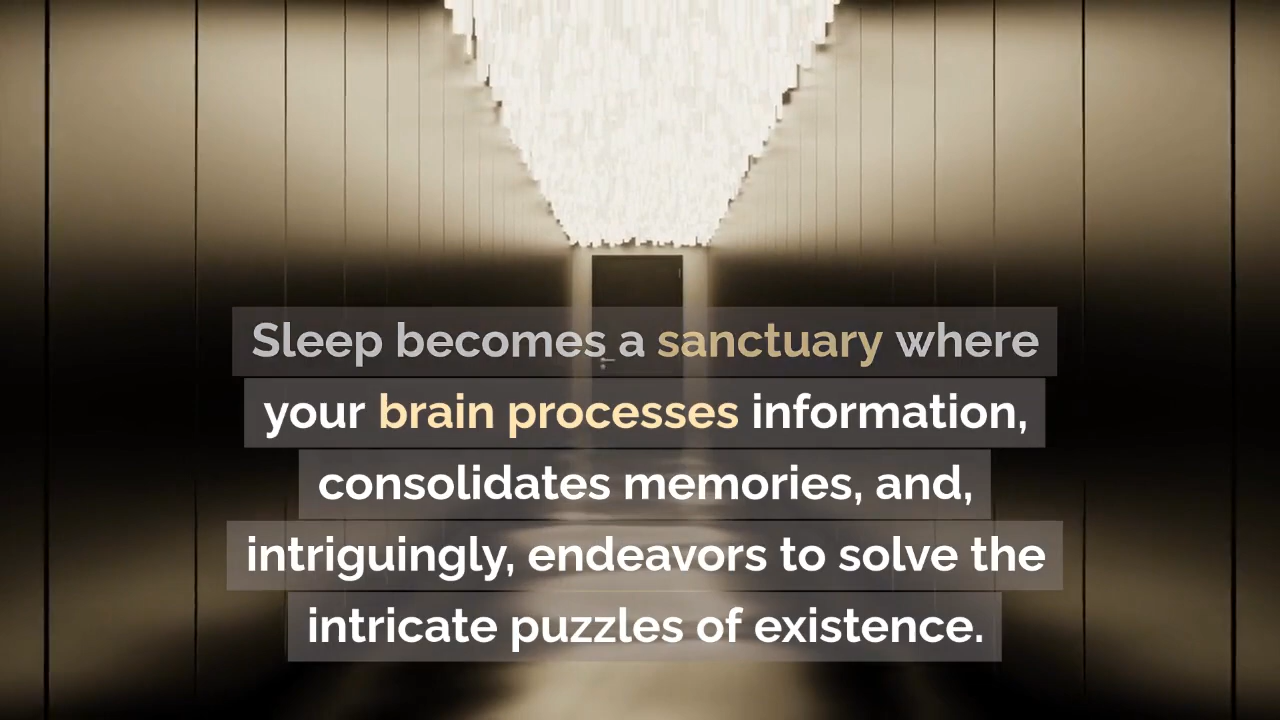 Sleep becomes a sanctuary where
your brain processes information,
consolidates memories, and,
intriguingly, endeavors to solve the
intricate puzzles of existence.